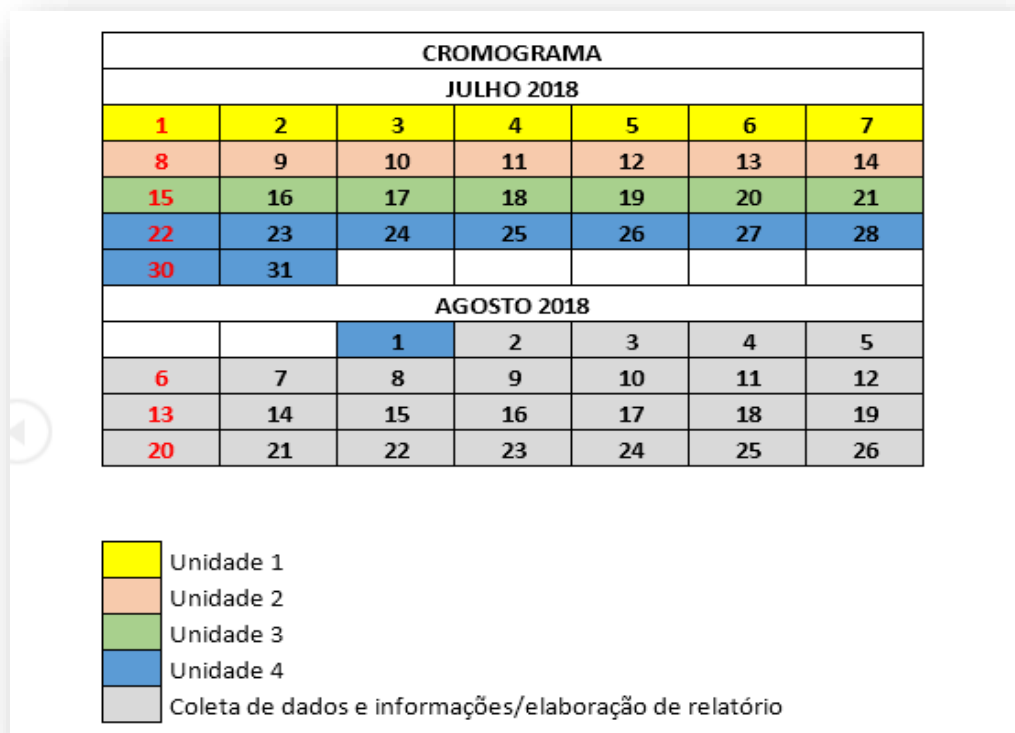 CROMOGRAMA
JULHO 2018
1 2 3 4 5 6 7
8 9 10 11 12 13 14
15 16 17 18 19 20 21
22 23 24 25 26 27 28
30 31
AGOSTO 2018
1 2 3 4 5
6 7 8 9 10 11 12
13 14 15 16 17 18 19
20 21 22 23 24 25 26
Unidade 1
Unidade 2
Unidade 3
Unidade 4
Coleta de dados e informações/elaboração de relatório